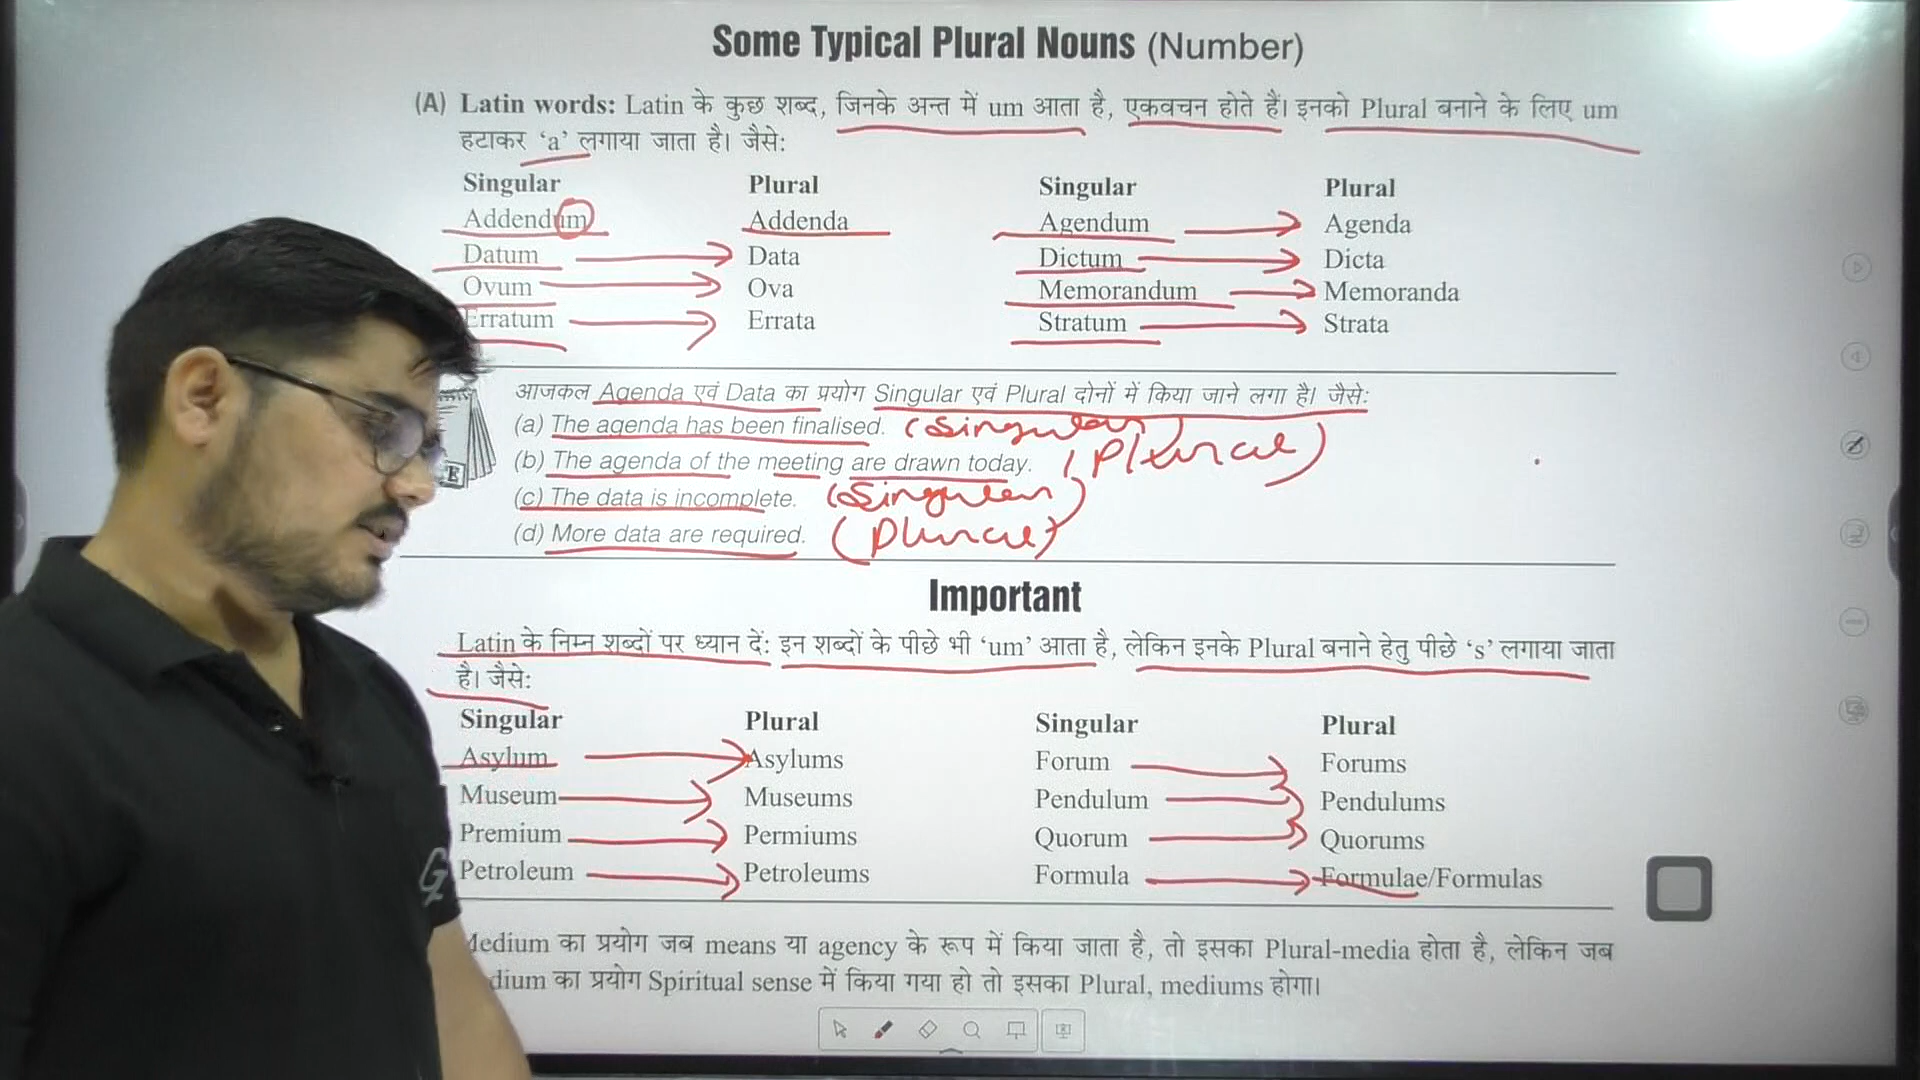 Some Typical Plural Nouns (Number)
(A) Latin words: Latin के कुछ शब्द, जिनके अन्त में um आता है, एकवचन होते हैं। इनको Plural बनाने के लिए um
हटाकर ‘a’ लगाया जाता है। जैसे:
Singular Plural Singular Plural
Addendum Addenda Agendum Agenda
Datum Data Dictum Dicta
Ovum Ova Memorandum Memoranda
Erratum Errata Stratum Strata
आजकल Agenda एवं Data का प्रयोग Singular एवं Plural दोनों में किया जाने लगा है। जैसे:
(a) The agenda has been finalised. (Singular)
(b) The agenda of the meeting are drawn today. (Plural)
(c) The data is incomplete. (Singular)
(d) More data are required. (Plural)
Important
Latin के निम्न शब्दों पर ध्यान दें: इन शब्दों के पीछे भी ‘um’ आता है, लेकिन इनके Plural बनाने हेतु पीछे ‘s’ लगाया जाता
है। जैसे:
Singular Plural Singular Plural
Asylum Asylums Forum Forums
Museum Museums Pendulum Pendulums
Premium Permiums Quorum Quorums
Petroleum Petroleums Formula Formulae/Formulas
Medium का प्रयोग जब means या agency के रूप में किया जाता है, तो इसका Plural-media होता है, लेकिन जब
dium का प्रयोग Spiritual sense में किया गया हो तो इसका Plural, mediums होगा।